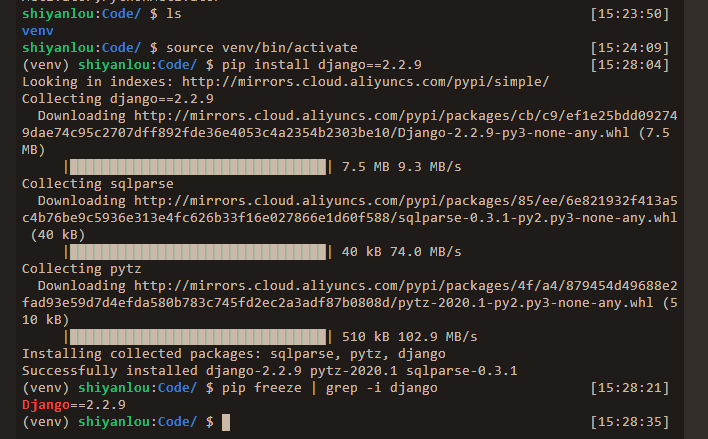 shiyanlou:Code/ $ ls [15:23:50]
venv
shiyanlou:Code/ $ source venv/bin/activate [15:24:09]
(venv) shiyanlou:Code/ $ pip install django==2.2.9 [15:28:04]
Looking in indexes: http://mirrors.cloud.aliyuncs.com/pypi/simple/
Collecting django==2.2.9
  Downloading http://mirrors.cloud.aliyuncs.com/pypi/packages/cb/c9/ef1e25bdd09274
9dae74c95c2707dff892fde36e4053c4a2354b2303be10/Django-2.2.9-py3-none-any.whl (7.5
MB)
     |████████████████████████████████| 7.5 MB 9.3 MB/s
Collecting sqlparse
  Downloading http://mirrors.cloud.aliyuncs.com/pypi/packages/85/ee/6e821932f413a5
c4b76be9c5936e313e4fc626b33f16e027866e1d60f588/sqlparse-0.3.1-py2.py3-none-any.whl
 (40 kB)
     |████████████████████████████████| 40 kB 74.0 MB/s
Collecting pytz
  Downloading http://mirrors.cloud.aliyuncs.com/pypi/packages/4f/a4/879454d49688e2
fad93e59d7d4efda580b783c745fd2ec2a3adf87b0808d/pytz-2020.1-py2.py3-none-any.whl (5
10 kB)
     |████████████████████████████████| 510 kB 102.9 MB/s
Installing collected packages: sqlparse, pytz, django
Successfully installed django-2.2.9 pytz-2020.1 sqlparse-0.3.1
(venv) shiyanlou:Code/ $ pip freeze | grep -i django [15:28:21]
Django==2.2.9
(venv) shiyanlou:Code/ $ [15:28:35]